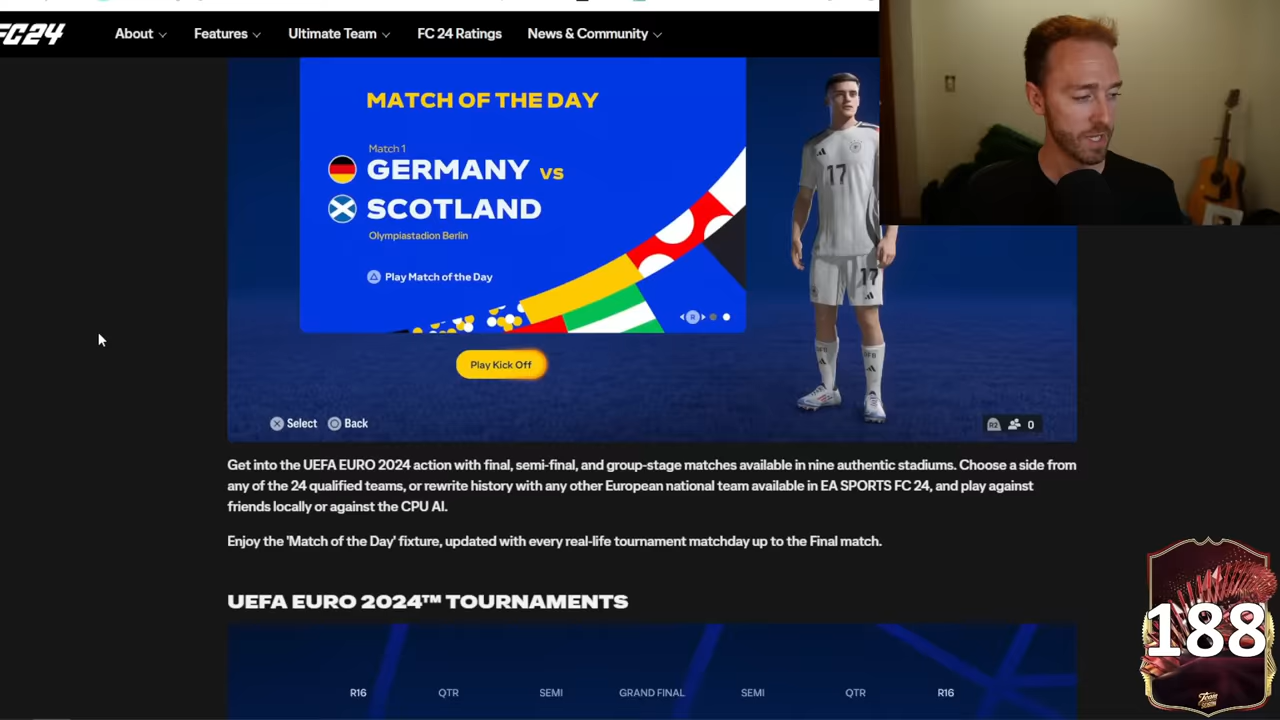 FC24
About
Features
Ultimate Team
FC 24 Ratings
News & Community
MATCH OF THE DAY
Match 1
GERMANY vs
SCOTLAND
Olympiastadion Berlin
Play Match of the Day
R
Play Kick Off
Select
Back
R2
0
17
17
Get into the UEFA EURO 2024 action with final, semi-final, and group-stage matches available in nine authentic stadiums. Choose a side from
any of the 24 qualified teams, or rewrite history with any other European national team available in EA SPORTS FC 24, and play against
friends locally or against the CPU AI.
Enjoy the 'Match of the Day' fixture, updated with every real-life tournament matchday up to the Final match.
UEFA EURO 2024™ TOURNAMENTS
R16
QTR
SEMI
GRAND FINAL
SEMI
QTR
R16
188